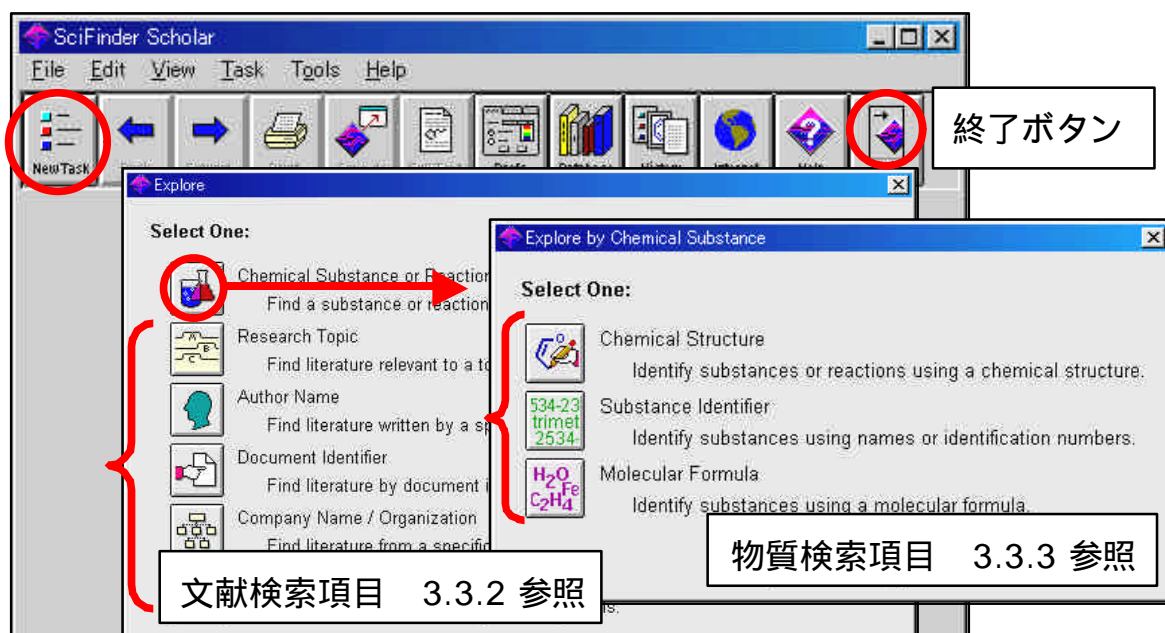 SciFinder Scholar
File Edit View Task Tools Help
NewTask
終了ボタン
Explore
Select One:
Chemical Substance or Reaction
Find a substance or reaction
Research Topic
Find literature relevant to a to
Author Name
Find literature written by a sp
Document Identifier
Find literature by document i
Company Name / Organization
Find literature from a specific
文献検索項目 3.3.2 参照
Explore by Chemical Substance
Select One:
Chemical Structure
Identify substances or reactions using a chemical structure.
534-23
trimet
2534-
Substance Identifier
Identify substances using names or identification numbers.
H2O
Fe
C2H4
Molecular Formula
Identify substances using a molecular formula.
物質検索項目 3.3.3 参照